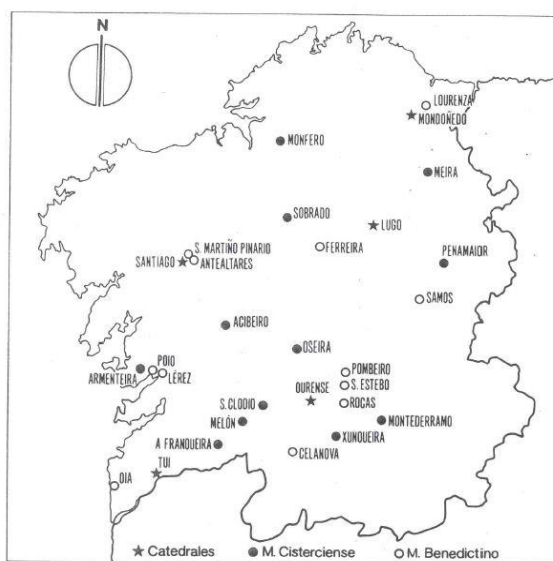 N
LOURENZA
MONDOÑEDO
MONFERO
MEIRA
SOBRADO
LUGO
S. MARTIÑO PINARIO
FERREIRA
SANTIAGO
ANTEALTARES
PENAMAIOR
SAMOS
ACIBEIRO
OSEIRA
POIO
POMBEIRO
ARMENTEIRA
LÉREZ
S. ESTEBO
OURENSE
S. CLODIO
ROCAS
MELÓN
MONTEDERRAMO
XUNQUEIRA
A FRANQUEIRA
CELANOVA
TUI
OIA
Catedrales
M. Cisterciense
M. Benedictino